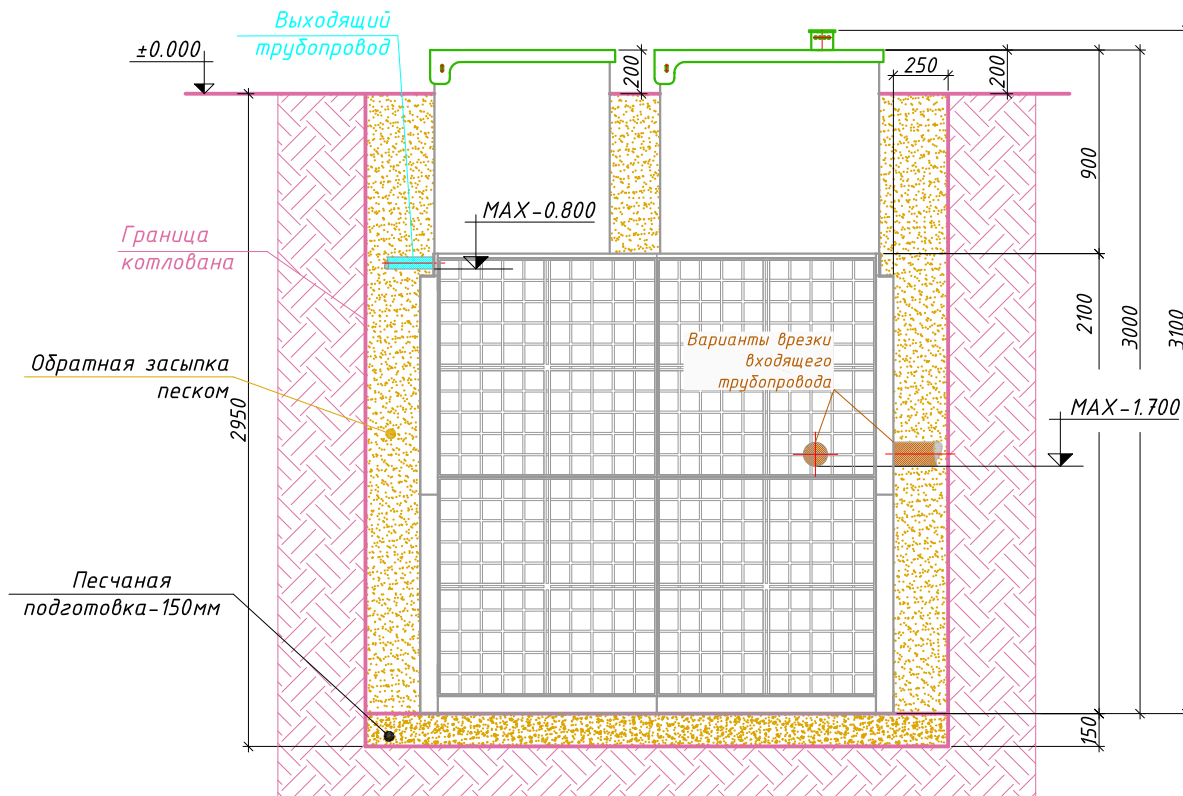 Выходящий
трубопровод
±0.000
200
250
200
900
MAX-0.800
Граница
котлована
2100
3000
3100
Варианты врезки
входящего
трубопровода
Обратная засыпка
песком
2950
MAX-1.700
Песчаная
подготовка-150мм
150